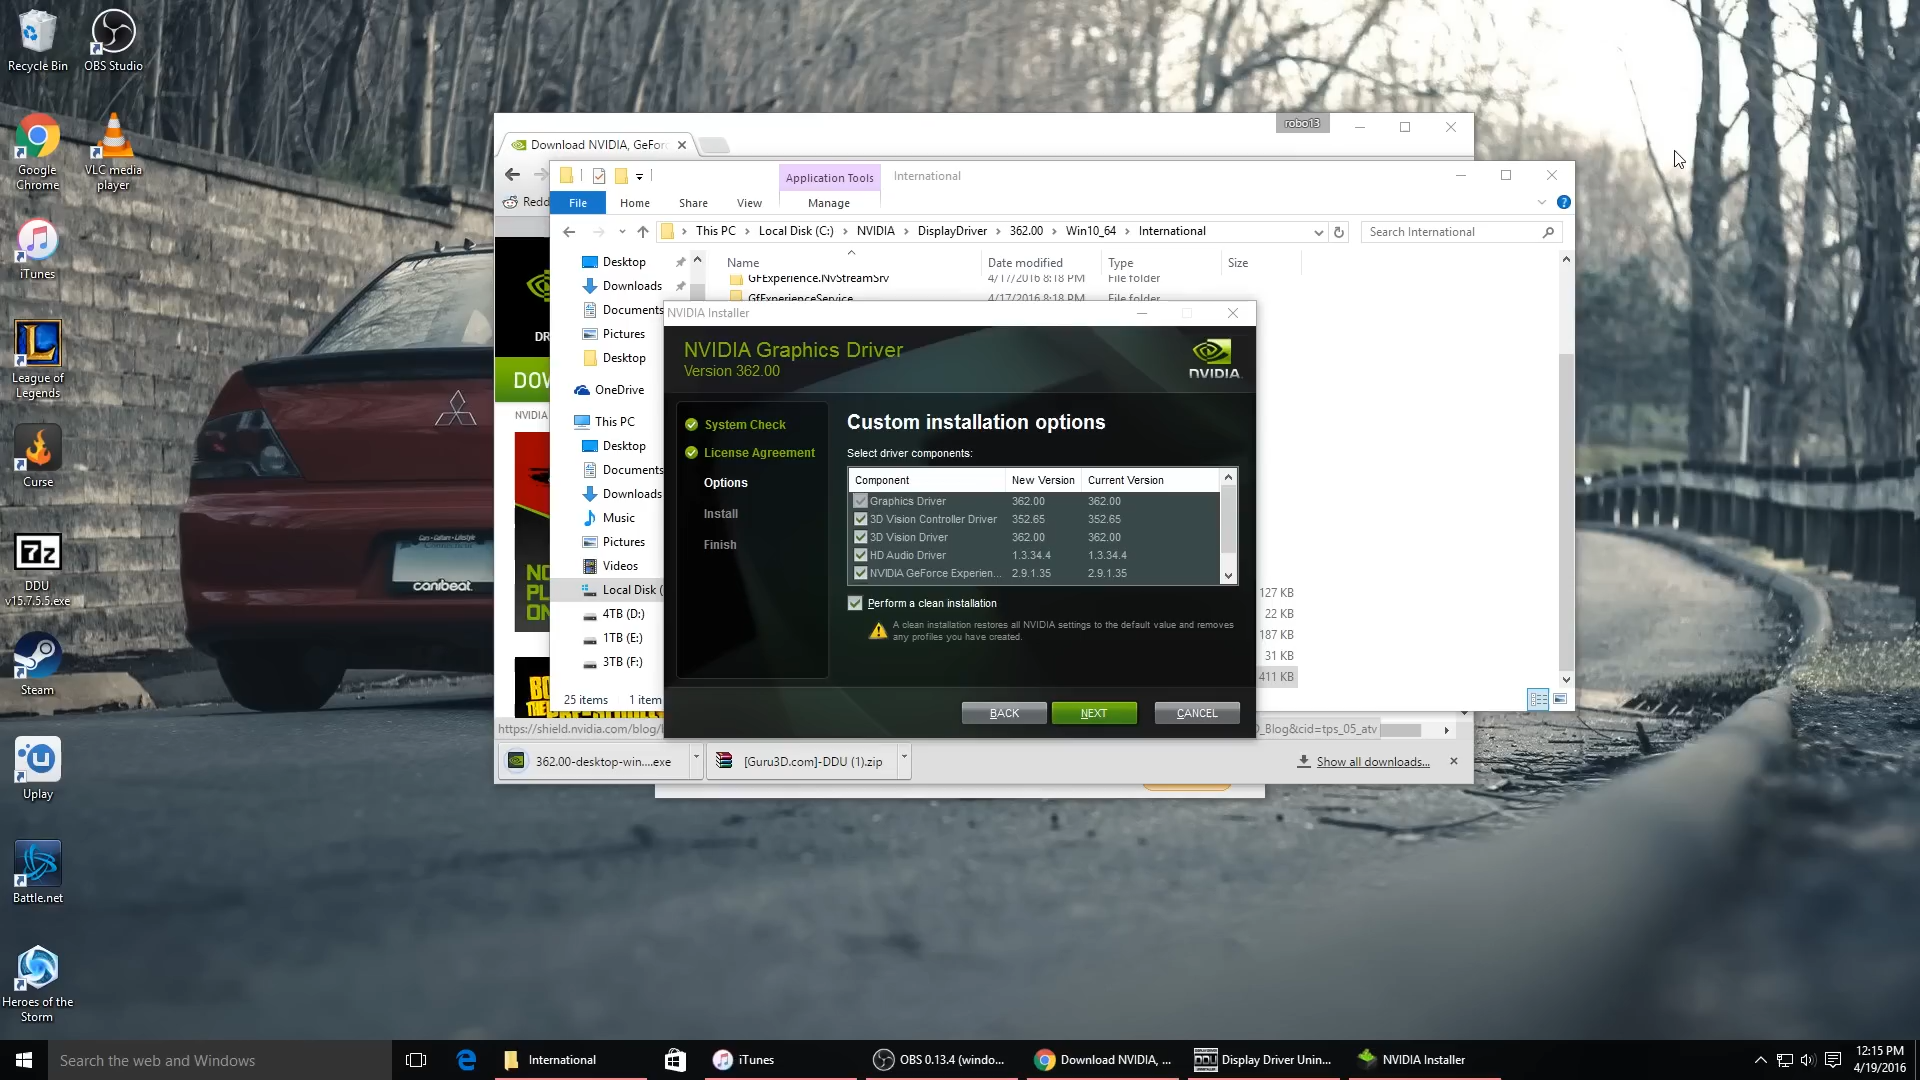 Recycle Bin
OBS Studio
Google Chrome
VLC media player
iTunes
League of Legends
Curse
7z
DDU v15.7.5.5.exe
Steam
Uplay
Battle.net
Heroes of the Storm
Cars - Culture - Lifestyle
canibeat.
robo13
Download NVIDIA, GeFor
Redd
DR
DOW
NVIDIA
Application Tools
International
File
Home
Share
View
Manage
This PC
Local Disk (C:)
NVIDIA
DisplayDriver
362.00
Win10_64
International
Search International
Name
Date modified
Type
Size
GFExperience.NvStreamSrv
4/17/2016 8:18 PM
File folder
GfExperienceService
4/17/2016 8:18 PM
File folder
Desktop
Downloads
Documents
Pictures
Desktop
OneDrive
This PC
Desktop
Documents
Downloads
Music
Pictures
Videos
Local Disk (
4TB (D:)
1TB (E:)
3TB (F:)
127 KB
22 KB
187 KB
31 KB
411 KB
25 items
1 item
NVIDIA Installer
NVIDIA Graphics Driver
Version 362.00
NVIDIA.
System Check
License Agreement
Options
Install
Finish
Custom installation options
Select driver components:
Component
New Version
Current Version
Graphics Driver
362.00
362.00
3D Vision Controller Driver
352.65
352.65
3D Vision Driver
362.00
362.00
HD Audio Driver
1.3.34.4
1.3.34.4
NVIDIA GeForce Experien...
2.9.1.35
2.9.1.35
Perform a clean installation
A clean installation restores all NVIDIA settings to the default value and removes
any profiles you have created.
BACK
NEXT
CANCEL
https://shield.nvidia.com/blog/
_Blog&cid=tps_05_atv
362.00-desktop-win....exe
[Guru3D.com]-DDU (1).zip
Show all downloads...
Search the web and Windows
International
iTunes
OBS 0.13.4 (windo...
Download NVIDIA, ...
DDU
Display Driver Unin...
NVIDIA Installer
12:15 PM
4/19/2016